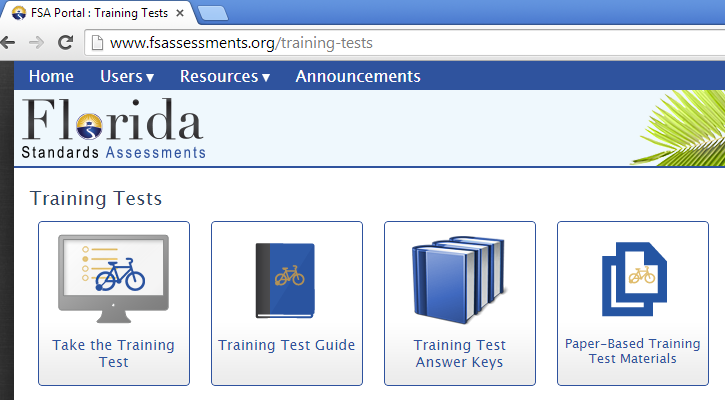 FSA Portal : Training Tests
www.fsassessments.org/training-tests
Home Users Resources Announcements
Florida
Standards Assessments
Training Tests
Take the Training
Test
Training Test Guide
Training Test
Answer Keys
Paper-Based Training
Test Materials